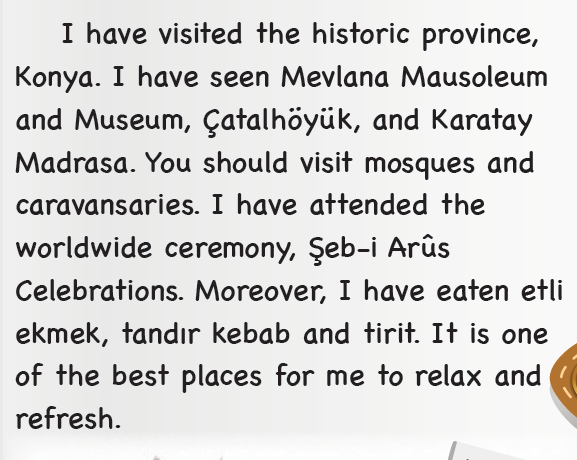 I have visited the historic province,
Konya. I have seen Mevlana Mausoleum
and Museum, Çatalhöyük, and Karatay
Madrasa. You should visit mosques and
caravansaries. I have attended the
worldwide ceremony, Şeb-i Arûs
Celebrations. Moreover, I have eaten etli
ekmek, tandır kebab and tirit. It is one
of the best places for me to relax and
refresh.